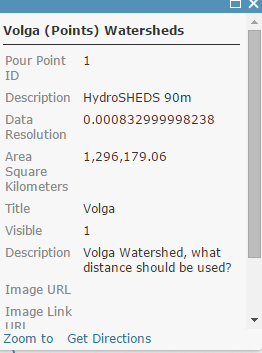 Volga (Points) Watersheds
Pour Point ID 1
Description HydroSHEDS 90m
Data Resolution 0.000832999998238
Area Square Kilometers 1,296,179.06
Title Volga
Visible 1
Description Volga Watershed, what distance should be used?
Image URL
Image Link URL
Zoom to Get Directions